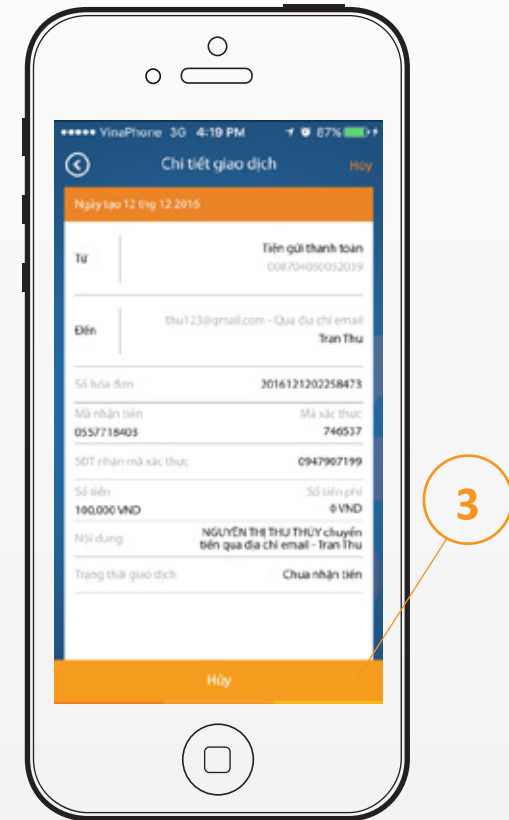 VinaPhone 3G 4:19 PM 87%
Chi tiết giao dịch Hủy
Ngày tạo 12 thg 12 2016
Từ Tiền gửi thanh toán
008704060052039
thu123@gmail.com - Qua địa chỉ email
Đến
Tran Thu
Số hóa đơn 2016121202258473
Mã nhận tiền Mã xác thực
0557718403 746537
SĐT nhận mã xác thực 0947907199
Số tiền Số tiền phí
100,000 VND 0 VND
Nội dung NGUYỄN THỊ THU THỦY chuyển
tiền qua địa chỉ email - Tran Thu
Trạng thái giao dịch Chưa nhận tiền
Hủy
3